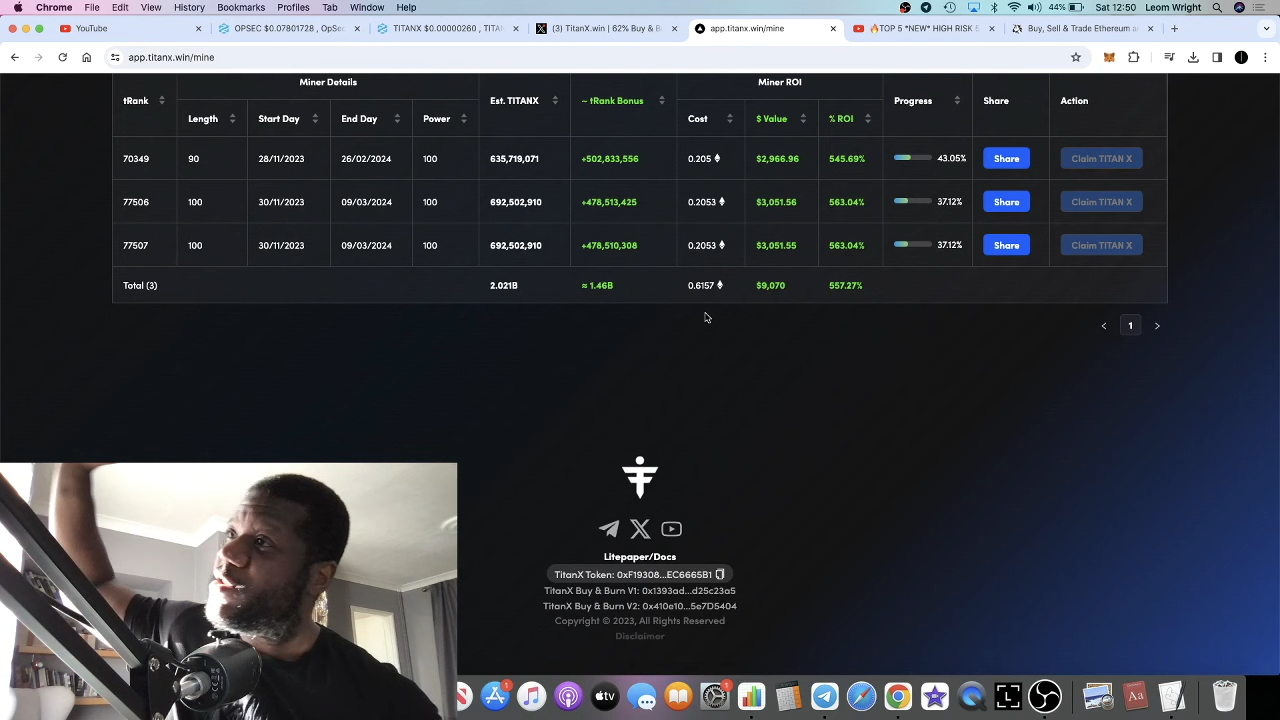 Chrome File Edit View History Bookmarks Profiles Tab Window Help 44% Sat 12:50 Leom Wright
YouTube × OPSEC $0.07801728 , OpSec × TITANX $0.00000260 , TITAN × (3) TitanX.win | 62% Buy & B × app.titanx.win/mine × 🔥TOP 5 *NEW* HIGH RISK × Buy, Sell & Trade Ethereum a ×
app.titanx.win/mine
Miner Details Miner ROI
tRank Est. TITANX ~ tRank Bonus Progress Share Action
Length Start Day End Day Power Cost $ Value % ROI
70349 90 28/11/2023 26/02/2024 100 635,719,071 +502,833,556 0.205 $2,966.96 545.69% 43.05% Share Claim TITAN X
77506 100 30/11/2023 09/03/2024 100 692,502,910 +478,513,425 0.2053 $3,051.56 563.04% 37.12% Share Claim TITAN X
77507 100 30/11/2023 09/03/2024 100 692,502,910 +478,510,308 0.2053 $3,051.55 563.04% 37.12% Share Claim TITAN X
Total (3) 2.021B ≈ 1.46B 0.6157 $9,070 557.27%
< 1 >
Litepaper/Docs
TitanX Token: 0xF19308...EC6665B1
TitanX Buy & Burn V1: 0x1393ad...d25c23a5
TitanX Buy & Burn V2: 0x410e10...5e7D5404
Copyright © 2023, All Rights Reserved
Disclaimer
tv
Aa